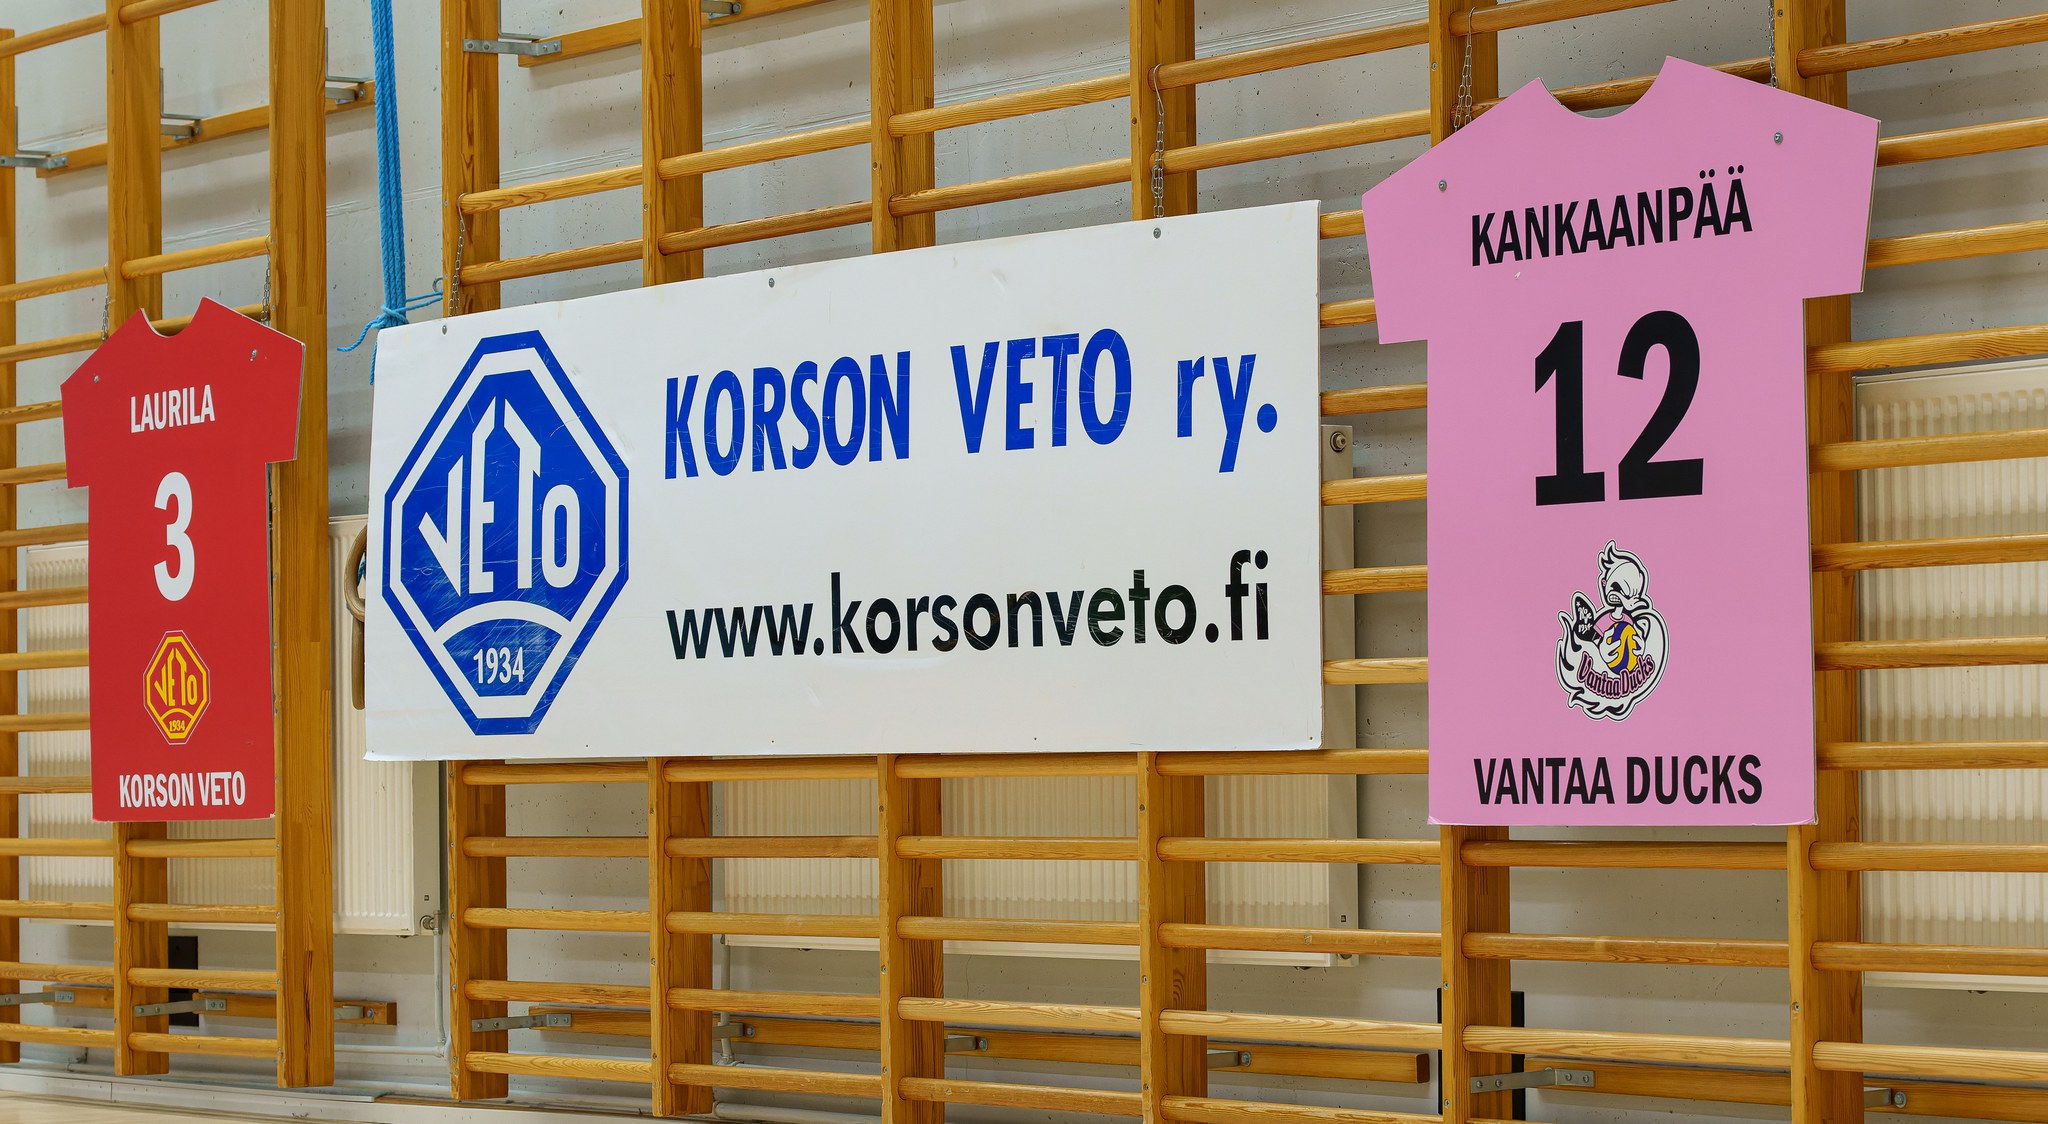 LAURILA
3
VETO
1934
KORSON VETO
VETO
1934
KORSON VETO ry.
www.korsonveto.fi
KANKAANPÄÄ
12
Vantaa Ducks
VANTAA DUCKS